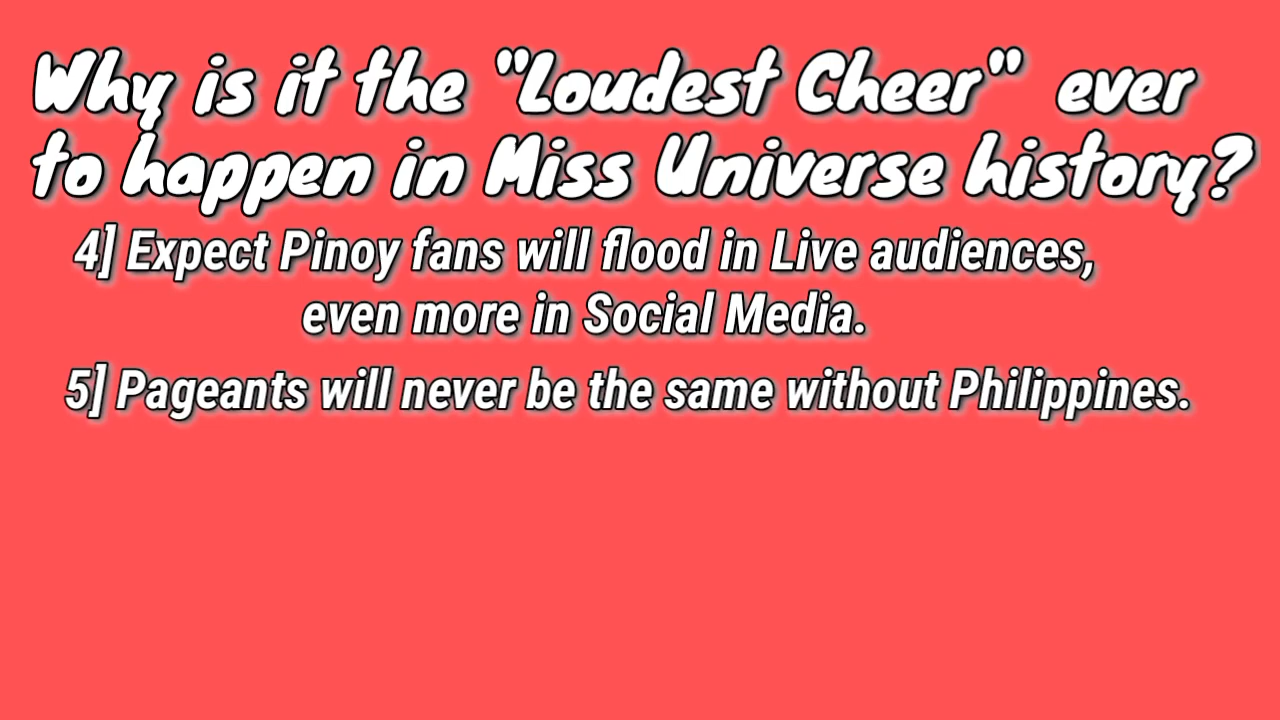 Why is it the "Loudest Cheer" ever
to happen in Miss Universe history?
4] Expect Pinoy fans will flood in Live audiences,
even more in Social Media.
5] Pageants will never be the same without Philippines.